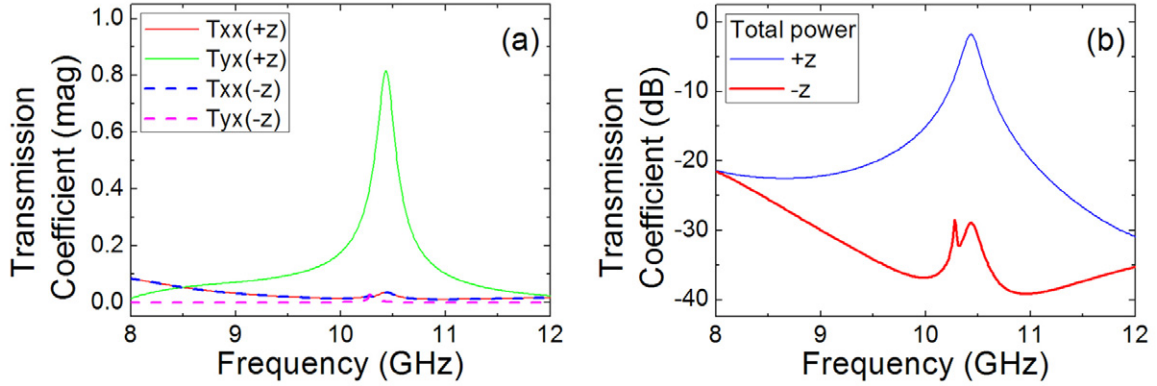 1.0
0.8
0.6
0.4
0.2
0.0
Transmission
Coefficient (mag)
Txx(+z)
Tyx(+z)
Txx(-z)
Tyx(-z)
(a)
8 9 10 11 12
Frequency (GHz)
0
-10
-20
-30
-40
Transmission
Coefficient (dB)
Total power
+z
-z
(b)
8 9 10 11 12
Frequency (GHz)